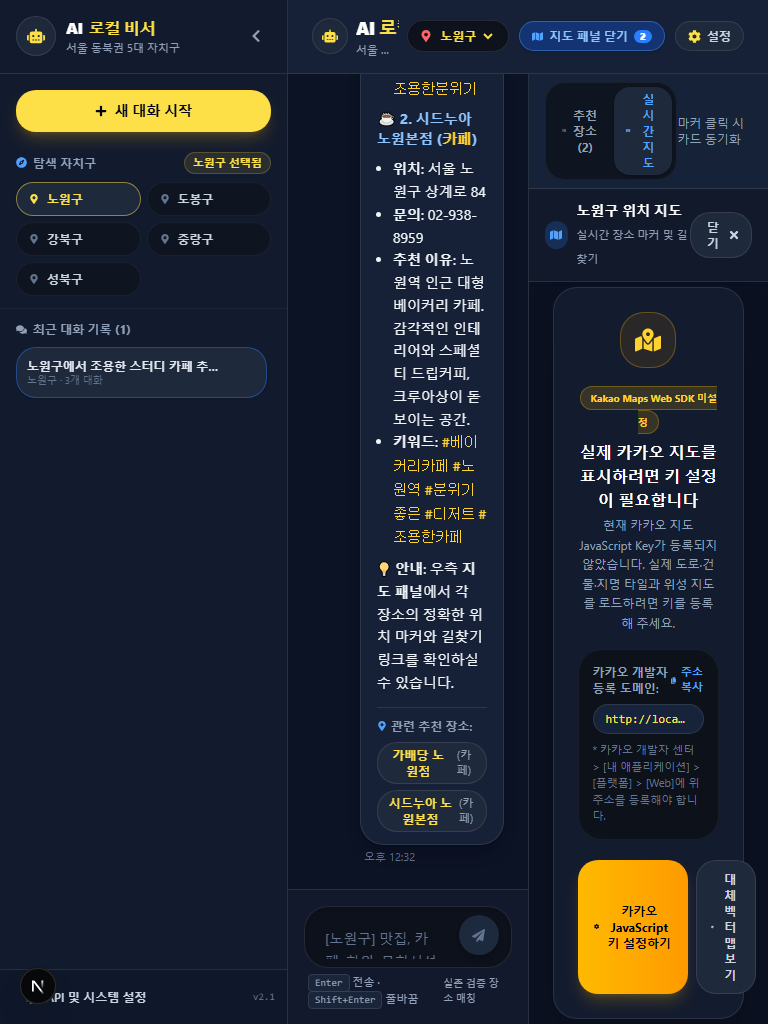 AI 로컬 비서
서울 동북권 5대 자치구
+ 새 대화 시작
탐색 자치구
노원구 선택됨
노원구
도봉구
강북구
중랑구
성북구
최근 대화 기록 (1)
노원구에서 조용한 스터디 카페 추...
노원구 · 3개 대화
API 및 시스템 설정
v2.1
N
AI 로
서울 ...
노원구
지도 패널 닫기 2
설정
조용한분위기
☕ 2. 시드누아
노원본점 (카페)
• 위치: 서울 노
원구 상계로 84
• 문의: 02-938-
8959
• 추천 이유: 노
원역 인근 대형
베이커리 카페.
감각적인 인테
리어와 스페셜
티 드립커피,
크루아상이 돋
보이는 공간.
• 키워드: #베이
커리카페 #노
원역 #분위기
좋은 #디저트 #
조용한카페
💡 안내: 우측 지
도 패널에서 각
장소의 정확한 위
치 마커와 길찾기
링크를 확인하실
수 있습니다.
관련 추천 장소:
가배당 노
원점
(카
페)
시드누아 노
원본점
(카
페)
오후 12:32
[노원구] 맛집, 카
Enter 전송 ·
Shift+Enter 줄바꿈
실존 검증 장
소 매칭
추천
장소
(2)
실
시
간
지
도
마커 클릭 시
카드 동기화
노원구 위치 지도
실시간 장소 마커 및 길
찾기
닫
기
Kakao Maps Web SDK 미설
정
실제 카카오 지도를
표시하려면 키 설정
이 필요합니다
현재 카카오 지도
JavaScript Key가 등록되지
않았습니다. 실제 도로·건
물·지명 타일과 위성 지도
를 로드하려면 키를 등록
해 주세요.
카카오 개발자
등록 도메인:
주소
복사
http://loca…
* 카카오 개발자 센터
> [내 애플리케이션] >
[플랫폼] > [Web]에 위
주소를 등록해야 합니
다.
카카오
JavaScript
키 설정하기
대
체
벡
터
맵
보
기